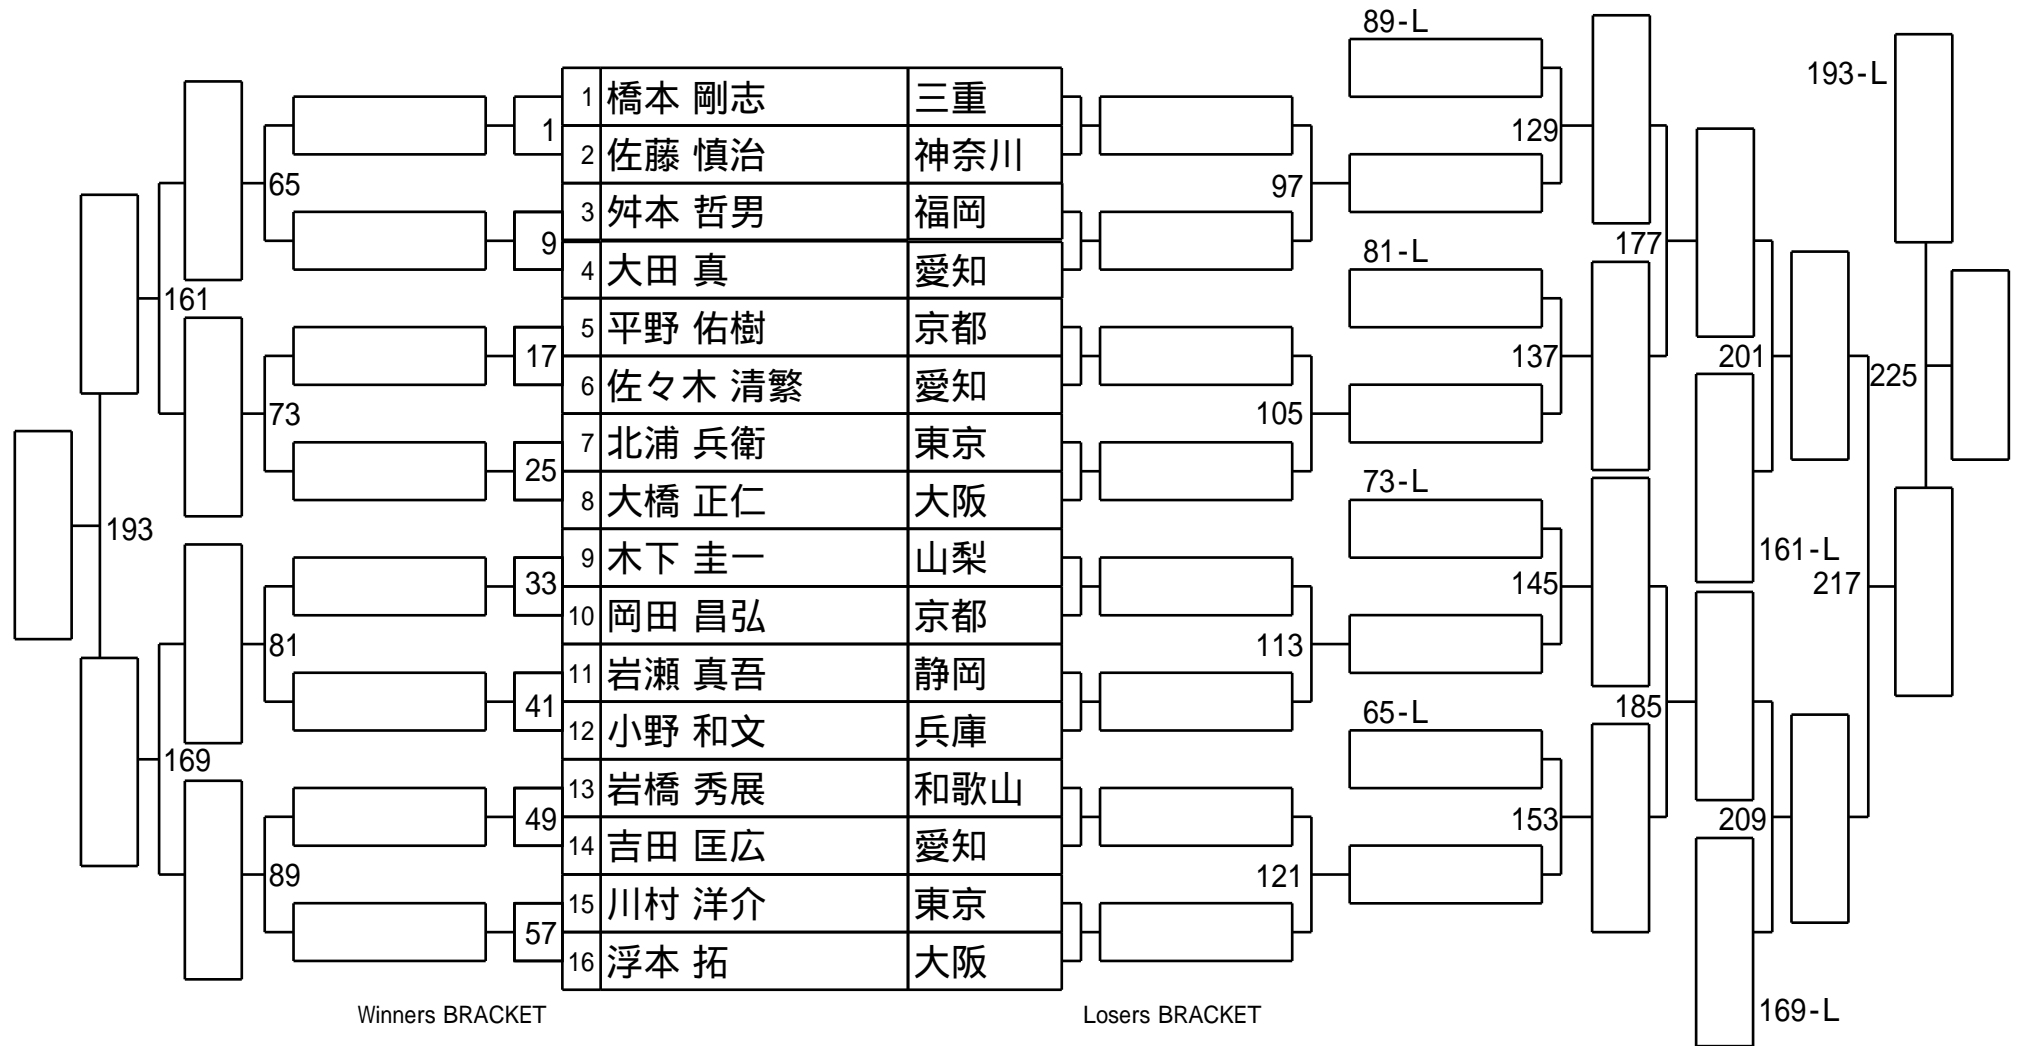 89-L
193-L
1 橋本 剛志 三重
1 129
2 佐藤 慎治 神奈川
65 97
3 舛本 哲男 福岡
9 177
81-L
4 大田 真 愛知
161
5 平野 佑樹 京都
17 137 201
225
6 佐々木 清繁 愛知
73 105
7 北浦 兵衛 東京
25
73-L
8 大橋 正仁 大阪
193
9 木下 圭一 山梨
161-L
33 145 217
10 岡田 昌弘 京都
81 113
11 岩瀬 真吾 静岡
41 185
65-L
12 小野 和文 兵庫
169
13 岩橋 秀展 和歌山
49 153 209
14 吉田 匡広 愛知
89 121
15 川村 洋介 東京
57
16 浮本 拓 大阪
169-L
Winners BRACKET Losers BRACKET